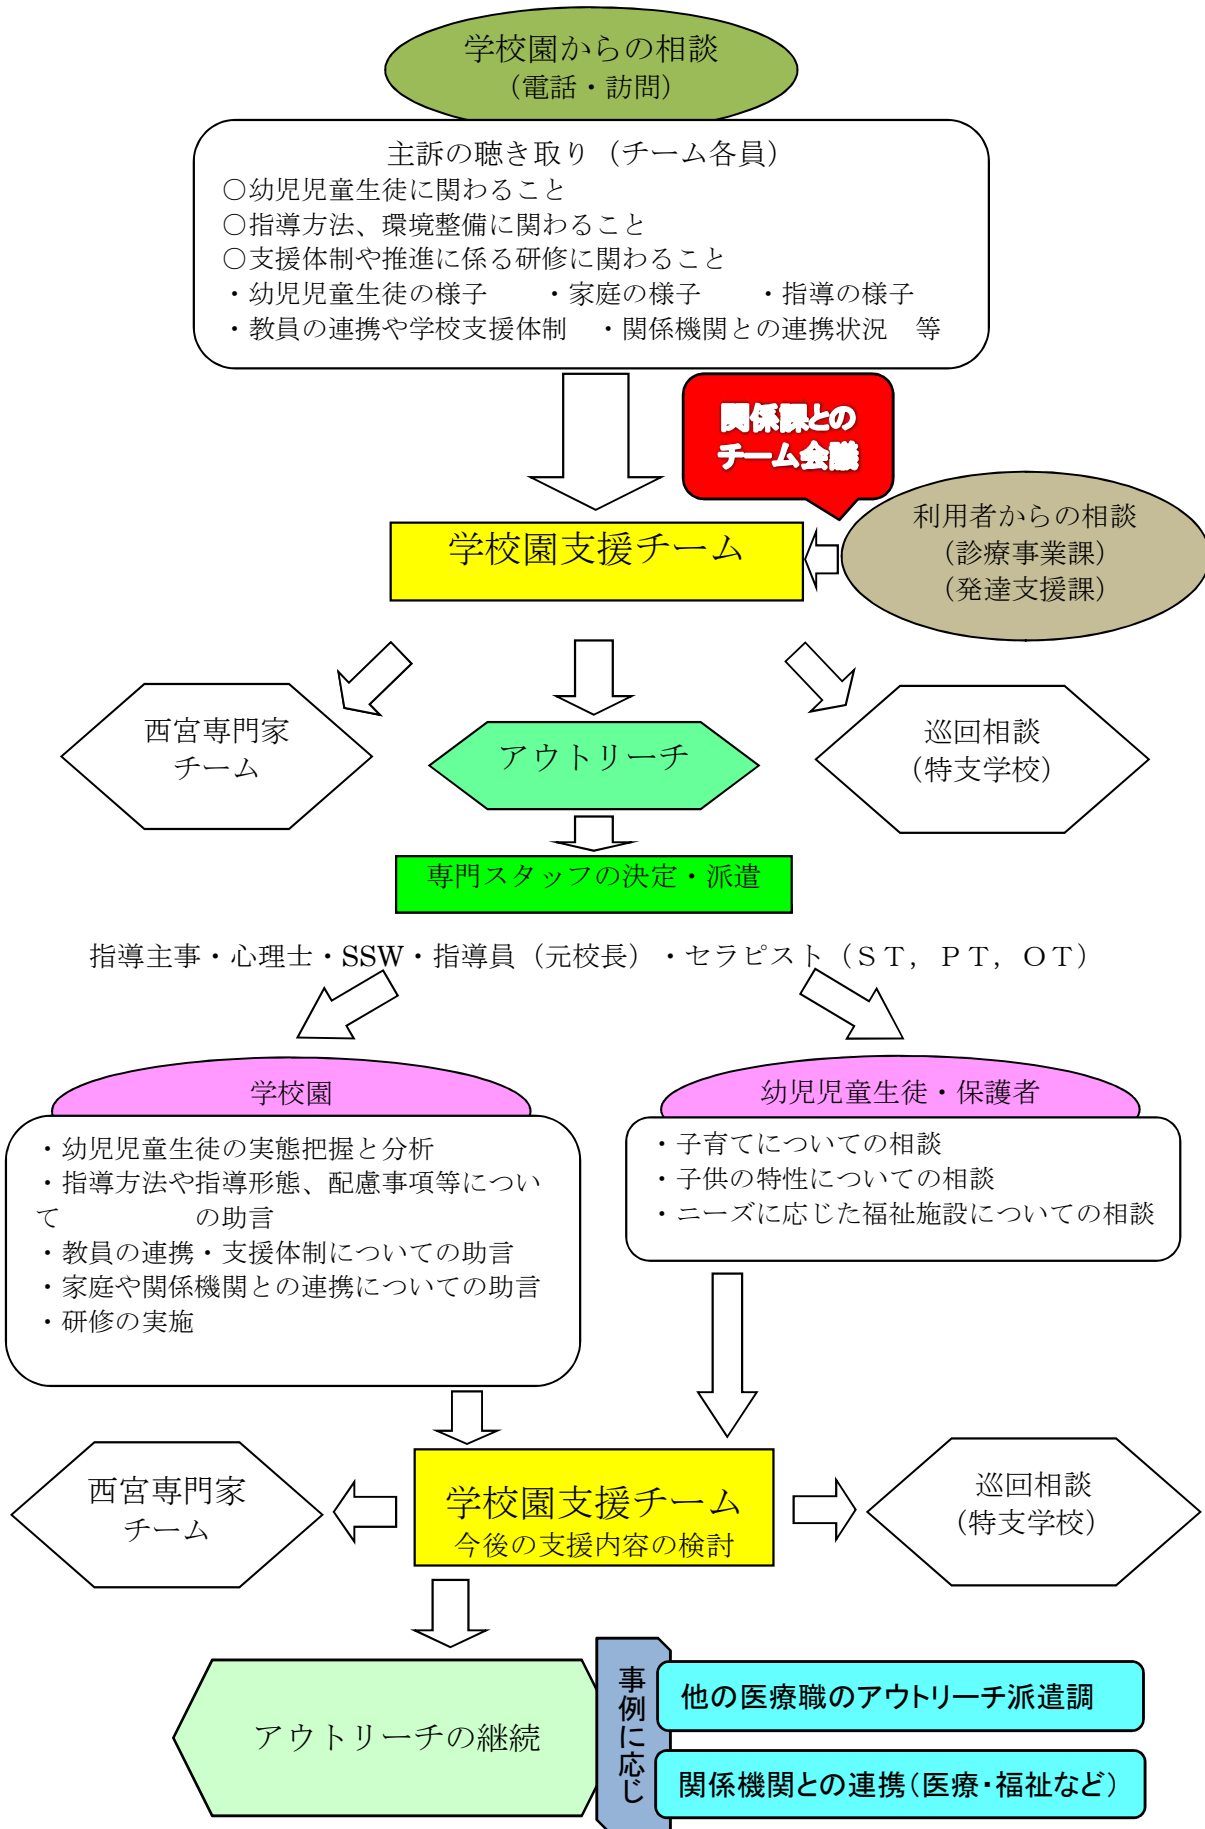 学校園からの相談
（電話・訪問）
主訴の聴き取り（チーム各員）
○幼児児童生徒に関わること
○指導方法、環境整備に関わること
○支援体制や推進に係る研修に関わること
・幼児児童生徒の様子　　・家庭の様子　　・指導の様子
・教員の連携や学校支援体制　・関係機関との連携状況　等
関係課との
チーム会議
利用者からの相談
（診療事業課）
（発達支援課）
学校園支援チーム
西宮専門家
チーム
アウトリーチ
巡回相談
（特支学校）
専門スタッフの決定・派遣
指導主事・心理士・SSW・指導員（元校長）・セラピスト（ＳＴ，ＰＴ，ＯＴ）
学校園
・幼児児童生徒の実態把握と分析
・指導方法や指導形態、配慮事項等につい
て　　　　　の助言
・教員の連携・支援体制についての助言
・家庭や関係機関との連携についての助言
・研修の実施
幼児児童生徒・保護者
・子育てについての相談
・子供の特性についての相談
・ニーズに応じた福祉施設についての相談
西宮専門家
チーム
学校園支援チーム
今後の支援内容の検討
巡回相談
（特支学校）
アウトリーチの継続
事例に応じ
他の医療職のアウトリーチ派遣調
関係機関との連携（医療・福祉など）